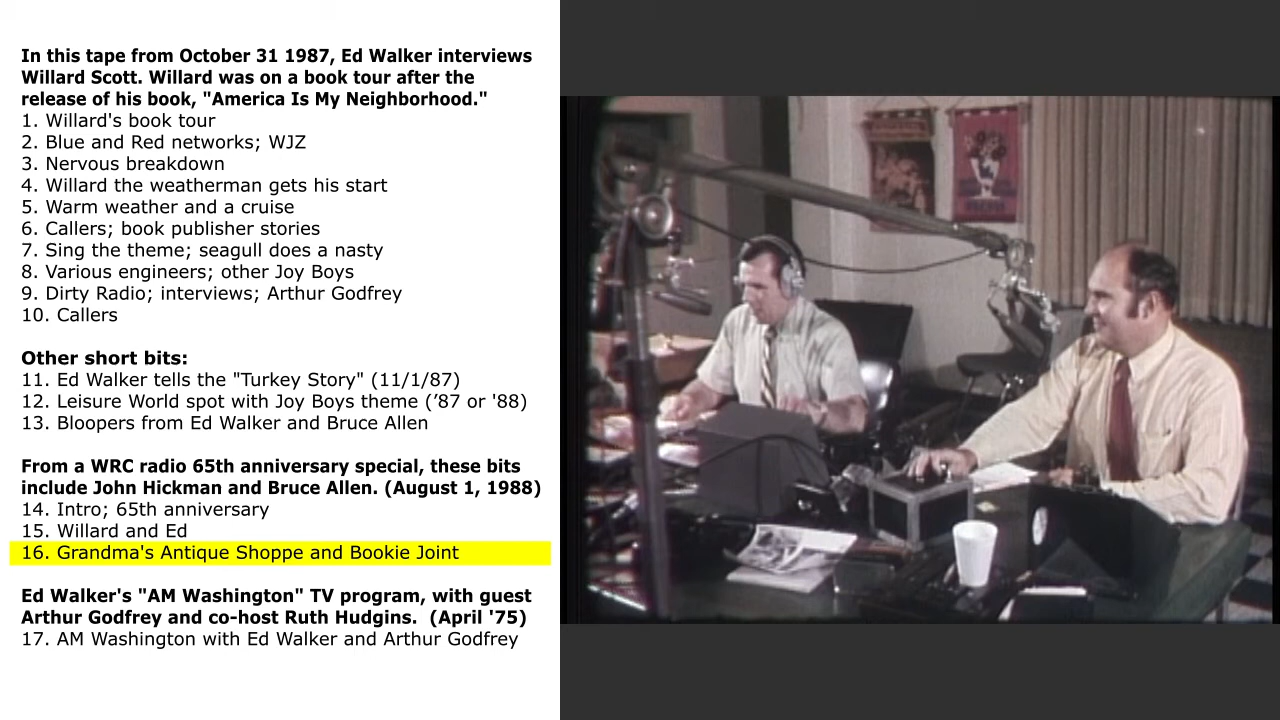 In this tape from October 31 1987, Ed Walker interviews
Willard Scott. Willard was on a book tour after the
release of his book, "America Is My Neighborhood."
1. Willard's book tour
2. Blue and Red networks; WJZ
3. Nervous breakdown
4. Willard the weatherman gets his start
5. Warm weather and a cruise
6. Callers; book publisher stories
7. Sing the theme; seagull does a nasty
8. Various engineers; other Joy Boys
9. Dirty Radio; interviews; Arthur Godfrey
10. Callers
Other short bits:
11. Ed Walker tells the "Turkey Story" (11/1/87)
12. Leisure World spot with Joy Boys theme (’87 or '88)
13. Bloopers from Ed Walker and Bruce Allen
From a WRC radio 65th anniversary special, these bits
include John Hickman and Bruce Allen. (August 1, 1988)
14. Intro; 65th anniversary
15. Willard and Ed
16. Grandma's Antique Shoppe and Bookie Joint
Ed Walker's "AM Washington" TV program, with guest
Arthur Godfrey and co-host Ruth Hudgins.  (April '75)
17. AM Washington with Ed Walker and Arthur Godfrey